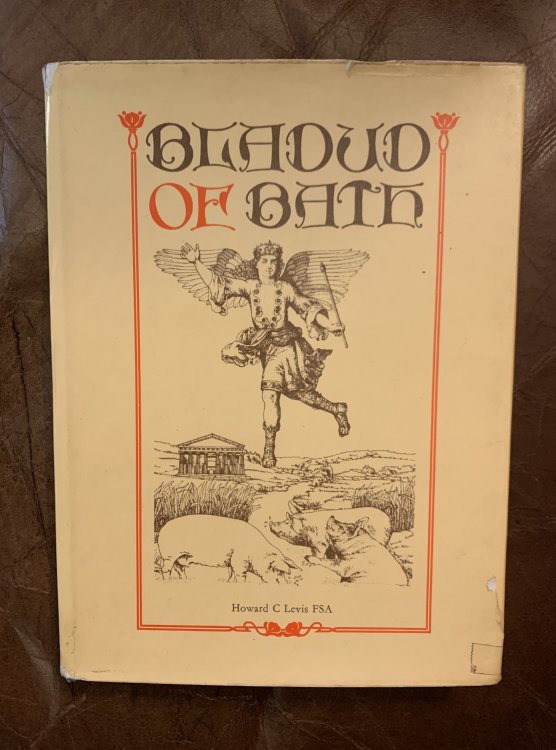 BLADUD
OF BATH
Howard C Levis FSA